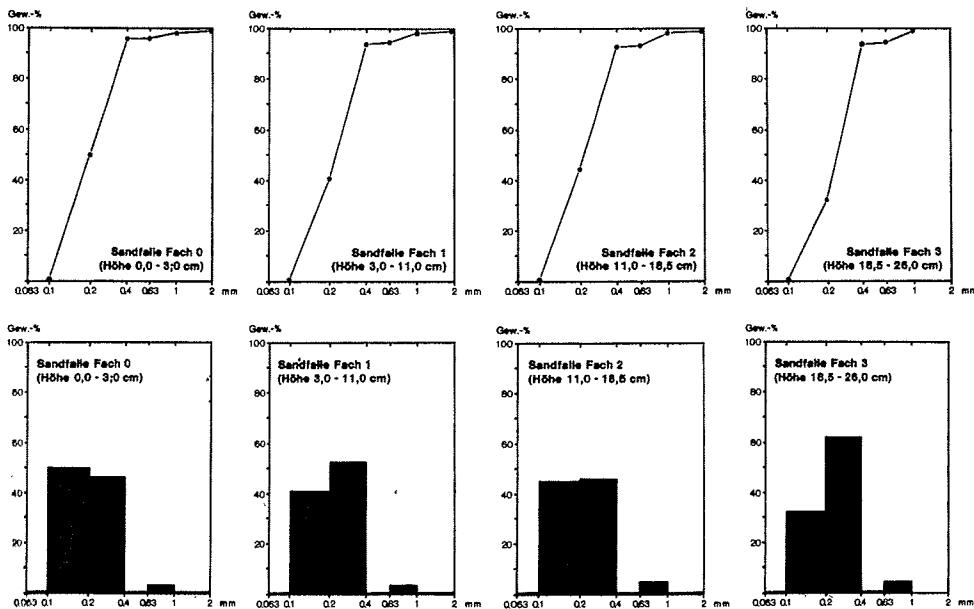 Gew.-%
100
80
60
40
20
Sandfalle Fach 0
(Höhe 0,0 - 3;0 cm)
0.063 0.1 0.2 0.4 0.63 1 2 mm
Gew.-%
100
80
60
40
20
Sandfalle Fach 1
(Höhe 3,0 - 11,0 cm)
0.063 0.1 0.2 0.4 0.63 1 2 mm
Gew.-%
100
80
60
40
20
Sandfalle Fach 2
(Höhe 11,0 - 18,5 cm)
0.063 0.1 0.2 0.4 0.63 1 2 mm
Gew.-%
100
80
60
40
20
Sandfalle Fach 3
(Höhe 18,5 - 26,0 cm)
0.063 0.1 0.2 0.4 0.63 1 2 mm
Gew.-%
100
80
60
40
20
Sandfalle Fach 0
(Höhe 0,0 - 3;0 cm)
0.063 0.1 0.2 0.4 0.63 1 2 mm
Gew.-%
100
80
60
40
20
Sandfalle Fach 1
(Höhe 3,0 - 11,0 cm)
0.063 0.1 0.2 0.4 0.63 1 2 mm
Gew.-%
100
80
60
40
20
Sandfalle Fach 2
(Höhe 11,0 - 18,5 cm)
0.063 0.1 0.2 0.4 0.63 1 2 mm
Gew.-%
100
80
60
40
20
Sandfalle Fach 3
(Höhe 18,5 - 26,0 cm)
0.063 0.1 0.2 0.4 0.63 1 2 mm